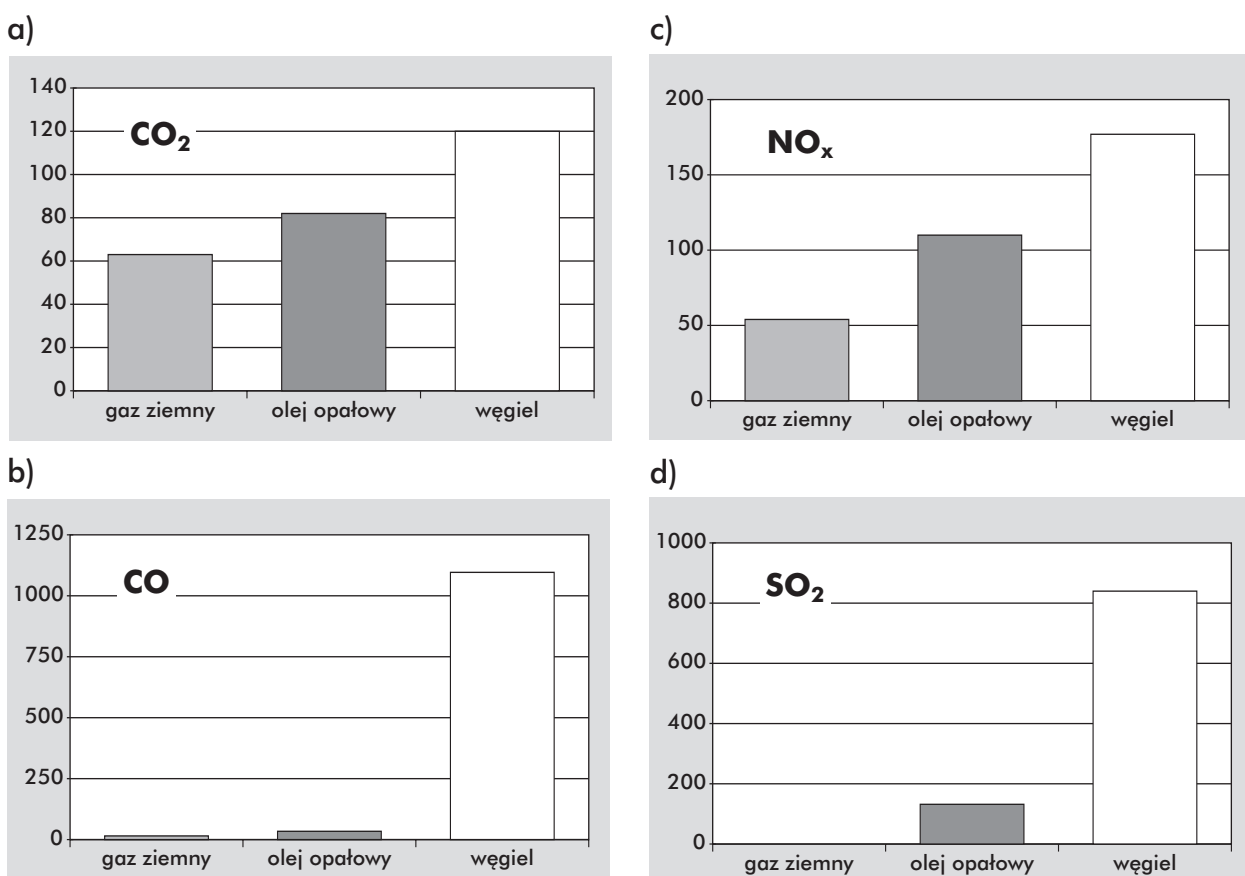 a)
140
120
100
80
60
40
20
0
CO₂
gaz ziemny olej opałowy węgiel
c)
200
150
100
50
0
NOₓ
gaz ziemny olej opałowy węgiel
b)
1250
1000
750
500
250
0
CO
gaz ziemny olej opałowy węgiel
d)
1000
800
600
400
200
0
SO₂
gaz ziemny olej opałowy węgiel